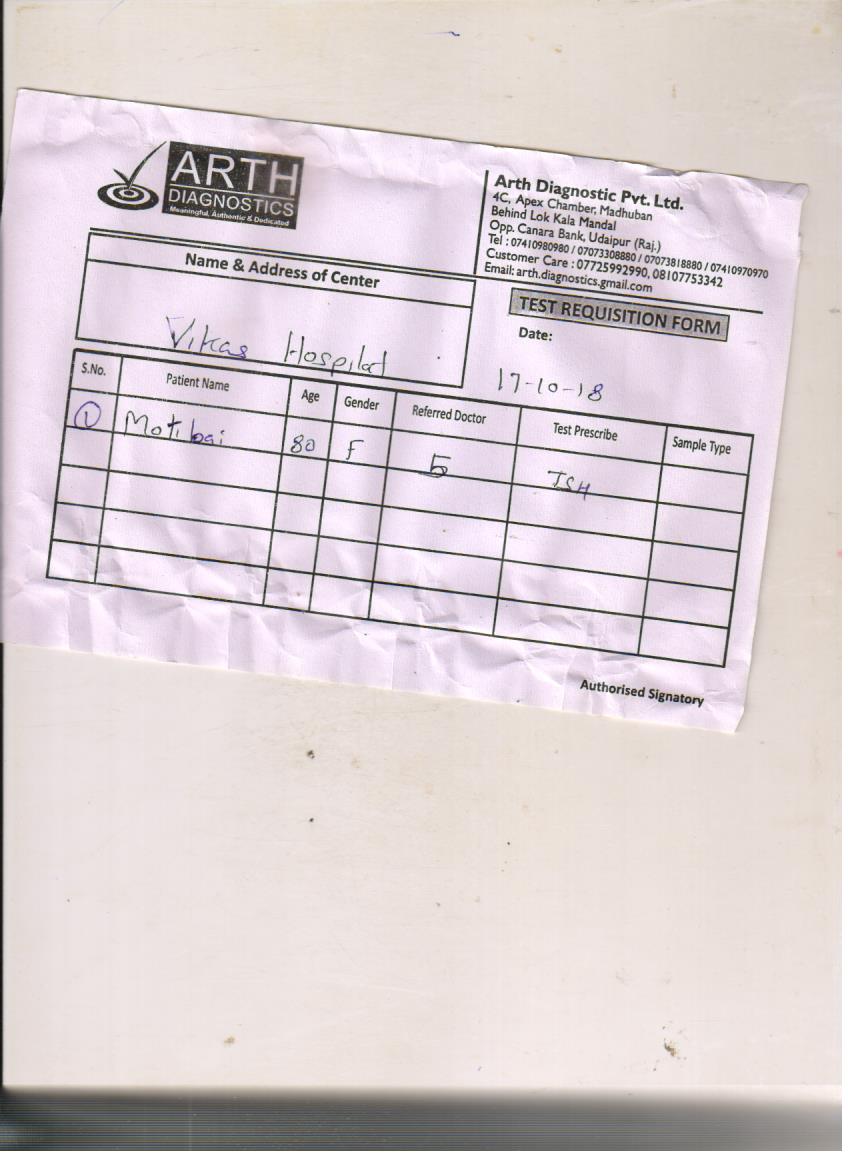 ARTH
DIAGNOSTICS
Meaningful, Authentic & Dedicated
Arth Diagnostic Pvt. Ltd.
4C, Apex Chamber, Madhuban
Behind Lok Kala Mandal
Opp. Canara Bank, Udaipur (Raj.)
Tel : 07410980980 / 07073308880 / 07073818880 / 07410970970
Customer Care : 07725992990, 08107753342
Email: arth.diagnostics.gmail.com
Name & Address of Center
Vikas Hospital
TEST REQUISITION FORM
Date:
17-10-18
S.No. Patient Name Age Gender Referred Doctor Test Prescribe Sample Type
1 Motibai 80 F TSH
Authorised Signatory